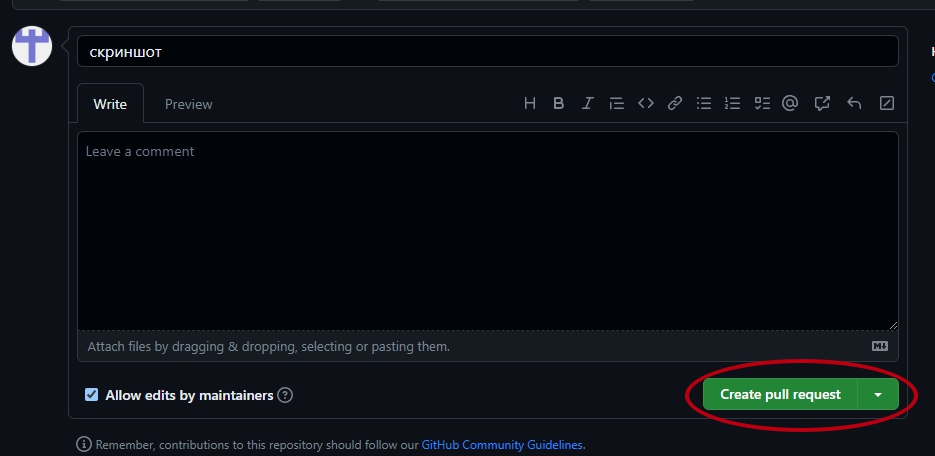 скриншот
Write Preview
Leave a comment
Attach files by dragging & dropping, selecting or pasting them.
Allow edits by maintainers
Create pull request
Remember, contributions to this repository should follow our GitHub Community Guidelines.